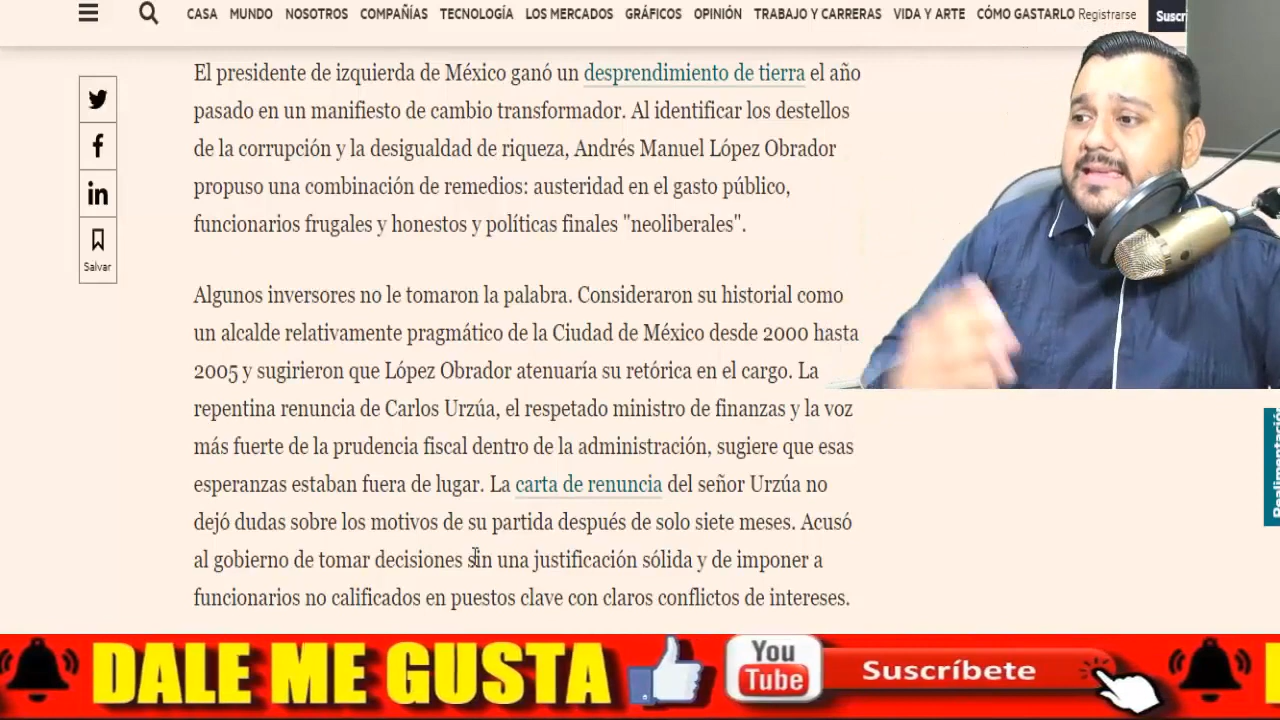 CASA MUNDO NOSOTROS COMPAÑÍAS TECNOLOGÍA LOS MERCADOS GRÁFICOS OPINIÓN TRABAJO Y CARRERAS VIDA Y ARTE CÓMO GASTARLO Registrarse Suscr
El presidente de izquierda de México ganó un desprendimiento de tierra el año
pasado en un manifiesto de cambio transformador. Al identificar los destellos
de la corrupción y la desigualdad de riqueza, Andrés Manuel López Obrador
propuso una combinación de remedios: austeridad en el gasto público,
funcionarios frugales y honestos y políticas finales "neoliberales".
Salvar
Algunos inversores no le tomaron la palabra. Consideraron su historial como
un alcalde relativamente pragmático de la Ciudad de México desde 2000 hasta
2005 y sugirieron que López Obrador atenuaría su retórica en el cargo. La
repentina renuncia de Carlos Urzúa, el respetado ministro de finanzas y la voz
más fuerte de la prudencia fiscal dentro de la administración, sugiere que esas
esperanzas estaban fuera de lugar. La carta de renuncia del señor Urzúa no
dejó dudas sobre los motivos de su partida después de solo siete meses. Acusó
al gobierno de tomar decisiones sin una justificación sólida y de imponer a
funcionarios no calificados en puestos clave con claros conflictos de intereses.
Realimentació
DALE ME GUSTA
You
Tube
Suscríbete